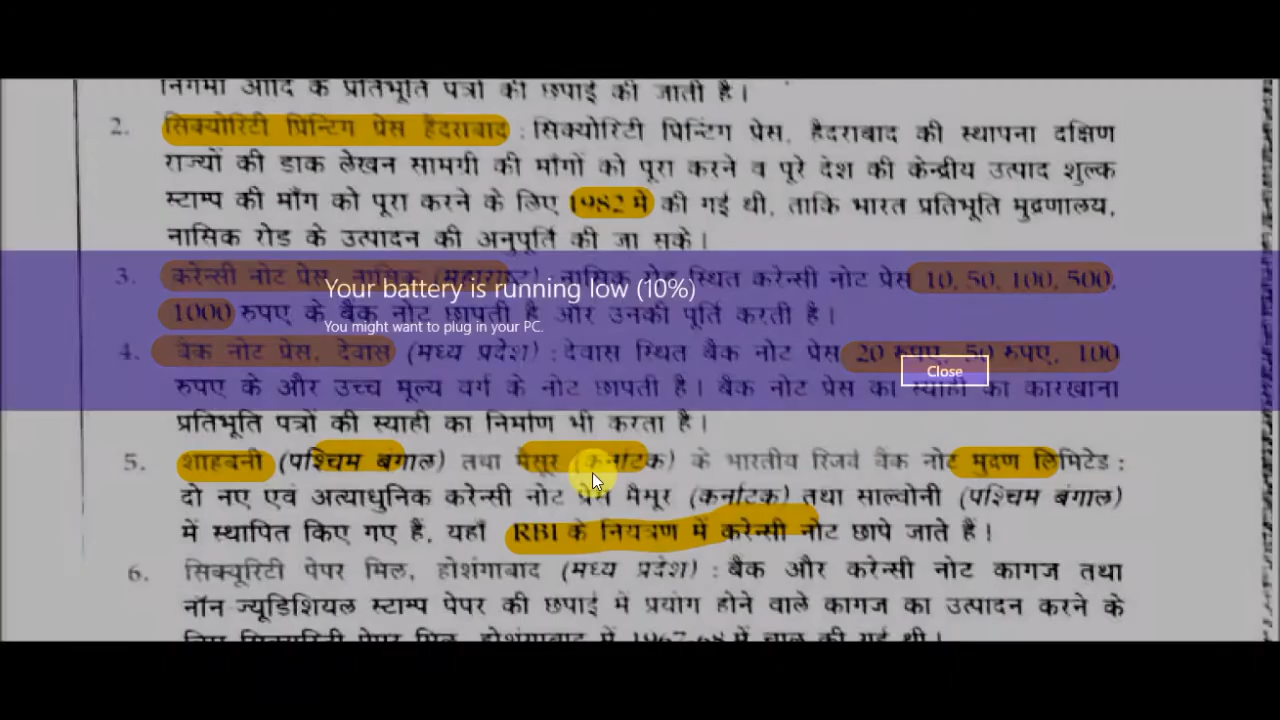 निगमों आदि के प्रतिभूति पत्रों की छपाई की जाती है।
2. सिक्योरिटी प्रिन्टिंग प्रेस हैदराबाद : सिक्योरिटी प्रिन्टिंग प्रेस, हैदराबाद की स्थापना दक्षिण
राज्यों की डाक लेखन सामग्री की माँगों को पूरा करने व पूरे देश की केन्द्रीय उत्पाद शुल्क
स्टाम्प की माँग को पूरा करने के लिए 1982 में की गई थी, ताकि भारत प्रतिभूति मुद्रणालय,
नासिक रोड के उत्पादन की अनुपूर्ति की जा सके।
3. करेन्सी नोट प्रेस, नासिक (महाराष्ट्र) : नासिक रोड स्थित करेन्सी नोट प्रेस 10, 50, 100, 500,
Your battery is running low (10%)
1000 रुपए के बैंक नोट छापती है और उनकी पूर्ति करती है।
You might want to plug in your PC.
4. बैंक नोट प्रेस, देवास (मध्य प्रदेश) : देवास स्थित बैंक नोट प्रेस 20 रुपए, 50 रुपए, 100
Close
रुपए के और उच्च मूल्य वर्ग के नोट छापती है। बैंक नोट प्रेस का स्याही का कारखाना
प्रतिभूति पत्रों की स्याही का निर्माण भी करता है।
5. शाहबनी (पश्चिम बंगाल) तथा मैसूर (कर्नाटक) के भारतीय रिजर्व बैंक नोट मुद्रण लिमिटेड :
दो नए एवं अत्याधुनिक करेन्सी नोट प्रेस मैसूर (कर्नाटक) तथा साल्वोनी (पश्चिम बंगाल)
में स्थापित किए गए हैं, यहाँ RBI के नियंत्रण में करेन्सी नोट छापे जाते हैं।
6. सिक्यूरिटी पेपर मिल, होशंगाबाद (मध्य प्रदेश) : बैंक और करेन्सी नोट कागज तथा
नॉन ज्यूडिशियल स्टाम्प पेपर की छपाई में प्रयोग होने वाले कागज का उत्पादन करने के
लिए सिक्यूरिटी पेपर मिल, होशंगाबाद में 1967-68 में चालू की गई थी।